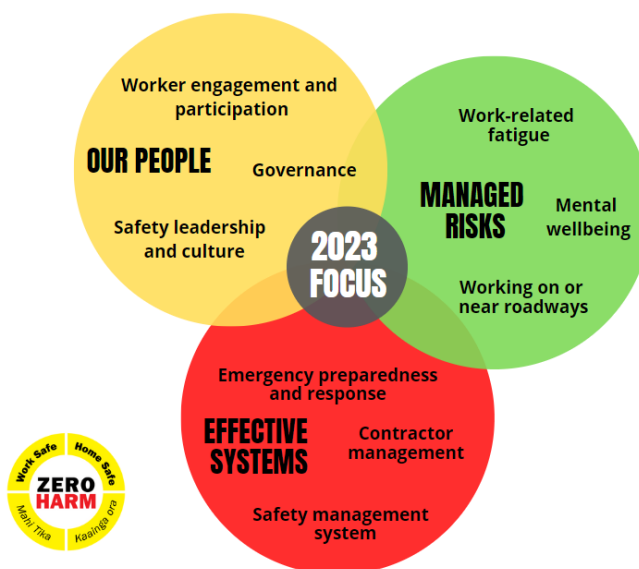 Worker engagement and
participation
OUR PEOPLE
Governance
Safety leadership
and culture
Work-related
fatigue
MANAGED
RISKS
Mental
wellbeing
Working on or
near roadways
2023
FOCUS
Emergency preparedness
and response
EFFECTIVE
SYSTEMS
Contractor
management
Safety management
system
Work Safe
Home Safe
ZERO
HARM
Mahi Tika
Kaainga ora